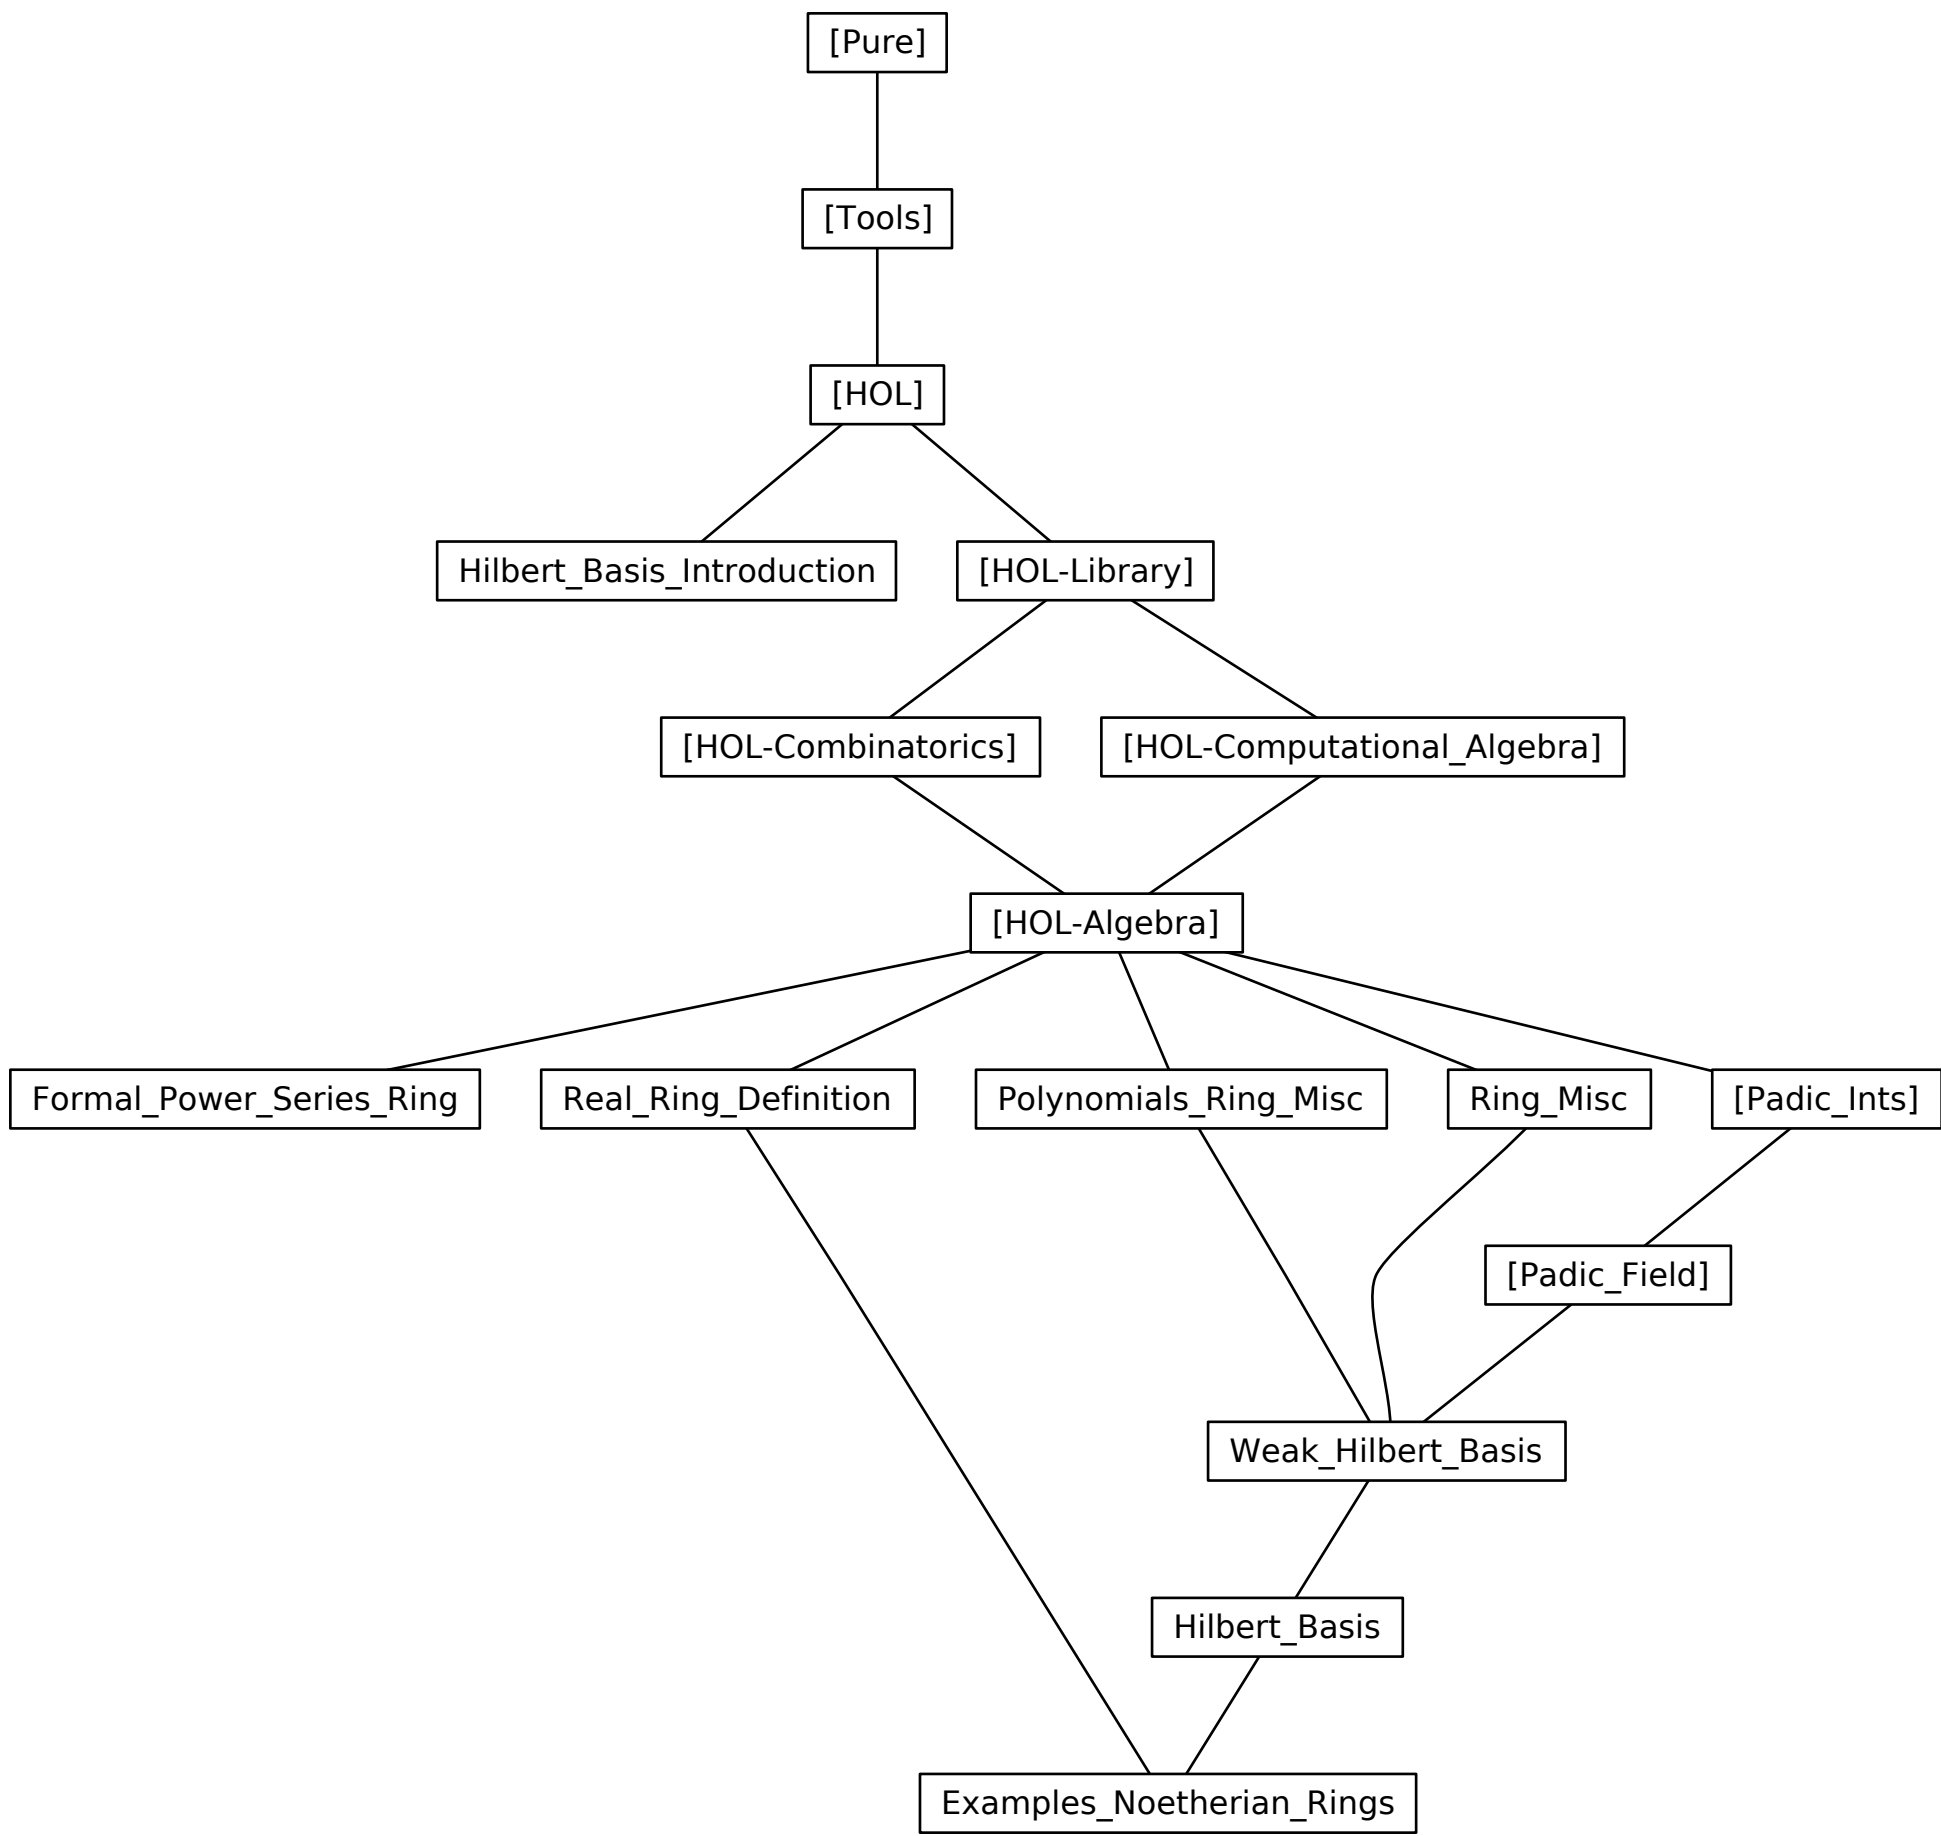 [Pure]
[Tools]
[HOL]
Hilbert_Basis_Introduction
[HOL-Library]
[HOL-Combinatorics]
[HOL-Computational_Algebra]
[HOL-Algebra]
Formal_Power_Series_Ring
Real_Ring_Definition
Polynomials_Ring_Misc
Ring_Misc
[Padic_Ints]
[Padic_Field]
Weak_Hilbert_Basis
Hilbert_Basis
Examples_Noetherian_Rings